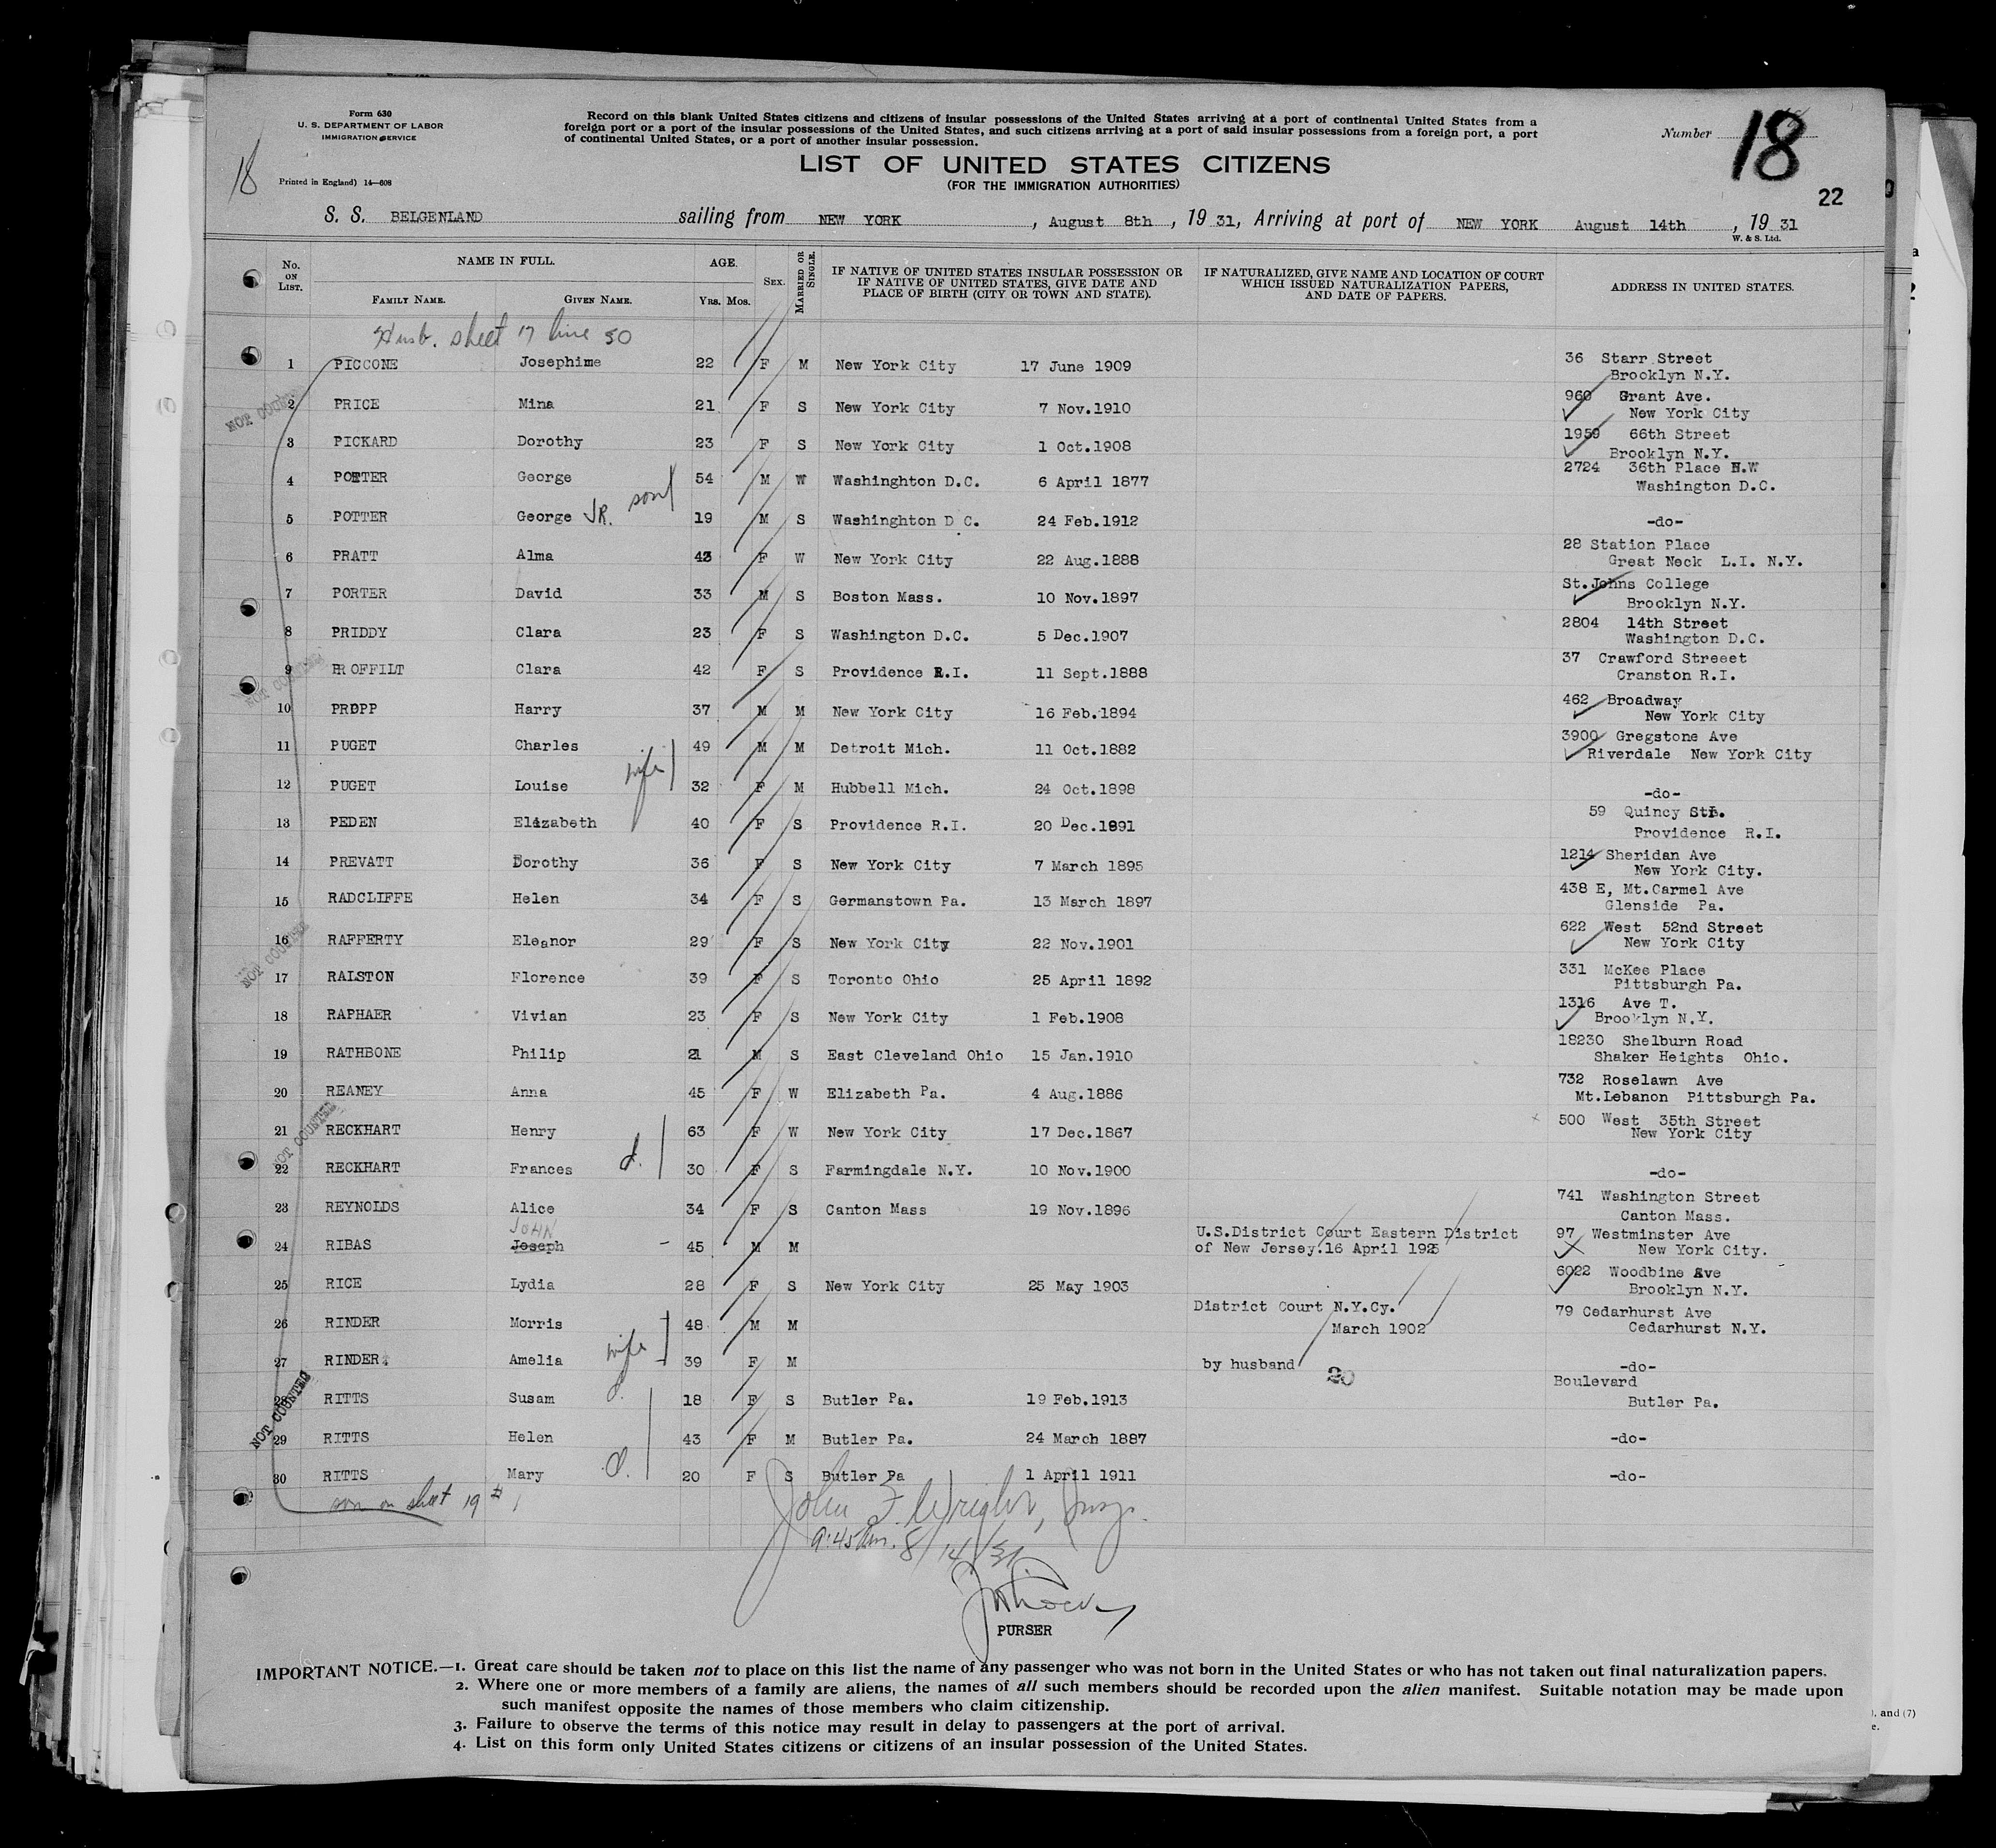 Form 630
U. S. DEPARTMENT OF LABOR
IMMIGRATION SERVICE
Printed in England) 14—608
18
Record on this blank United States citizens and citizens of insular possessions of the United States arriving at a port of continental United States from a
foreign port or a port of the insular possessions of the United States, and such citizens arriving at a port of said insular possessions from a foreign port, a port
of continental United States, or a port of another insular possession.
Number 18
LIST OF UNITED STATES CITIZENS
(FOR THE IMMIGRATION AUTHORITIES)
22
S. S. BELGENLAND sailing from NEW YORK, August 8th, 19 31, Arriving at port of NEW YORK August 14th, 19 31
W. & S. Ltd.
No. ON LIST. NAME IN FULL. FAMILY NAME. GIVEN NAME. AGE. Yrs. Mos. SEX. MARRIED OR SINGLE. IF NATIVE OF UNITED STATES INSULAR POSSESSION OR IF NATIVE OF UNITED STATES, GIVE DATE AND PLACE OF BIRTH (CITY OR TOWN AND STATE). IF NATURALIZED, GIVE NAME AND LOCATION OF COURT WHICH ISSUED NATURALIZATION PAPERS, AND DATE OF PAPERS. ADDRESS IN UNITED STATES.
Husb. sheet 17 line 30
1 PICCONE Josephime 22 F M New York City 17 June 1909 36 Starr Street
Brooklyn N.Y.
NOT COUNTED
2 PRICE Mina 21 F S New York City 7 Nov.1910 960 Grant Ave.
New York City
3 PICKARD Dorothy 23 F S New York City 1 Oct.1908 1959 66th Street
Brooklyn N.Y.
4 POTTER George 54 M W Washinghton D.C. 6 April 1877 2724 36th Place N.W
Washington D.C.
5 POTTER George JR. son 19 M S Washinghton D C. 24 Feb.1912 -do-
6 PRATT Alma 43 F W New York City 22 Aug.1888 28 Station Place
Great Neck L.I. N.Y.
7 PORTER David 33 M S Boston Mass. 10 Nov.1897 St.Johns College
Brooklyn N.Y.
8 PRIDDY Clara 23 F S Washington D.C. 5 Dec.1907 2804 14th Street
Washington D.C.
9 PROFFILT Clara 42 F S Providence R.I. 11 Sept.1888 37 Crawford Streeet
Cranston R.I.
NOT COUNTED
10 PROPP Harry 37 M M New York City 16 Feb.1894 462 Broadway
New York City
11 PUGET Charles 49 M M Detroit Mich. 11 Oct.1882 3900 Gregstone Ave
Riverdale New York City
12 PUGET Louise wife 32 F M Hubbell Mich. 24 Oct.1898 -do-
13 PEDEN Elizabeth 40 F S Providence R.I. 20 Dec.1891 59 Quincy Str.
Providence R.I.
14 PREVATT Dorothy 36 F S New York City 7 March 1895 1214 Sheridan Ave
New York City.
15 RADCLIFFE Helen 34 F S Germanstown Pa. 13 March 1897 438 E, Mt.Carmel Ave
Glenside Pa.
16 RAFFERTY Eleanor 29 F S New York City 22 Nov.1901 622 West 52nd Street
New York City
NOT COUNTED
17 RALSTON Florence 39 F S Toronto Ohio 25 April 1892 331 McKee Place
Pittsburgh Pa.
18 RAPHAER Vivian 23 F S New York City 1 Feb.1908 1316 Ave T.
Brooklyn N.Y.
19 RATHBONE Philip 21 M S East Cleveland Ohio 15 Jan.1910 18230 Shelburn Road
Shaker Heights Ohio.
20 REANEY Anna 45 F W Elizabeth Pa. 4 Aug.1886 732 Roselawn Ave
Mt.Lebanon Pittsburgh Pa.
NOT COUNTED
21 RECKHART Henry 63 F W New York City 17 Dec.1867 500 West 35th Street
New York City
22 RECKHART Frances d. 30 F S Farmingdale N.Y. 10 Nov.1900 -do-
23 REYNOLDS Alice 34 F S Canton Mass 19 Nov.1896 741 Washington Street
Canton Mass.
JOHN
24 RIBAS Joseph - 45 M M U.S.District Court Eastern District 97 Westminster Ave
of New Jersey.16 April 1925 New York City.
25 RICE Lydia 28 F S New York City 25 May 1903 6022 Woodbine Ave
Brooklyn N.Y.
26 RINDER Morris 48 M M District Court N.Y.Cy. 79 Cedarhurst Ave
March 1902 Cedarhurst N.Y.
27 RINDER Amelia wife 39 F M by husband -do-
20
NOT COUNTED
28 RITTS Susam d. 18 F S Butler Pa. 19 Feb.1913 Boulevard
Butler Pa.
29 RITTS Helen 43 F M Butler Pa. 24 March 1887 -do-
30 RITTS Mary d. 20 F S Butler Pa 1 April 1911 -do-
son on sheet 19 # 1
John F. Wright, Insp.
9:45 am. 8/14/31
PURSER
IMPORTANT NOTICE.—1. Great care should be taken not to place on this list the name of any passenger who was not born in the United States or who has not taken out final naturalization papers.
2. Where one or more members of a family are aliens, the names of all such members should be recorded upon the alien manifest. Suitable notation may be made upon
such manifest opposite the names of those members who claim citizenship.
3. Failure to observe the terms of this notice may result in delay to passengers at the port of arrival.
4. List on this form only United States citizens or citizens of an insular possession of the United States.
, and (7)